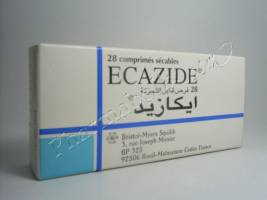 28 comprimés sécables
ECAZIDE®
28 قرص قابل للتجزئة
ايكازيد
Bristol-Myers Squibb
3, rue Joseph Monier
BP 325
92506 Rueil-Malmaison Cedex France